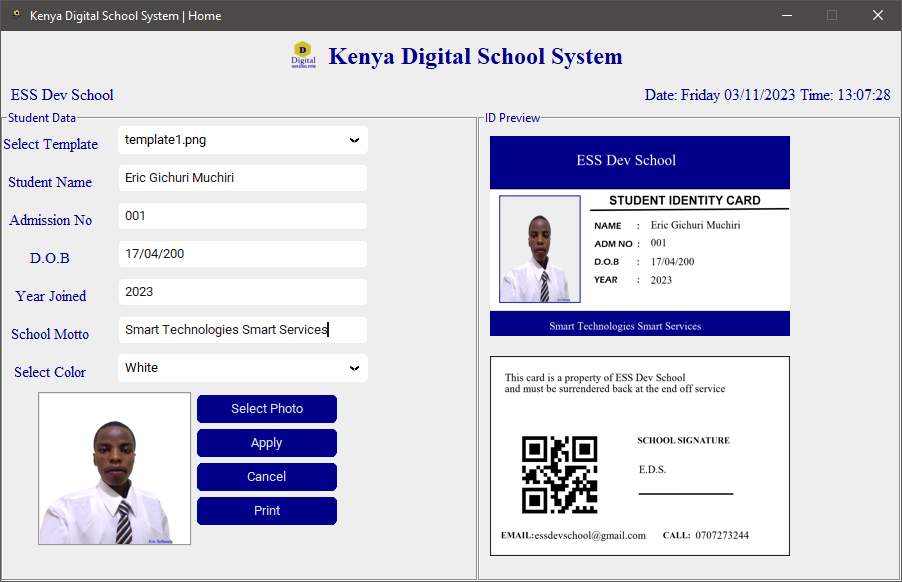 Kenya Digital School System | Home
D
Digital
Kenya Digital School System
ESS Dev School
Date: Friday 03/11/2023 Time: 13:07:28
Student Data
Select Template
template1.png
Student Name
Eric Gichuri Muchiri
Admission No
001
D.O.B
17/04/200
Year Joined
2023
School Motto
Smart Technologies Smart Services
Select Color
White
Select Photo
Apply
Cancel
Print
ID Preview
ESS Dev School
STUDENT IDENTITY CARD
NAME : Eric Gichuri Muchiri
ADM NO : 001
D.O.B : 17/04/200
YEAR : 2023
Smart Technologies Smart Services
This card is a property of ESS Dev School
and must be surrendered back at the end off service
SCHOOL SIGNATURE
E.D.S.
EMAIL:essdevschool@gmail.com CALL: 0707273244